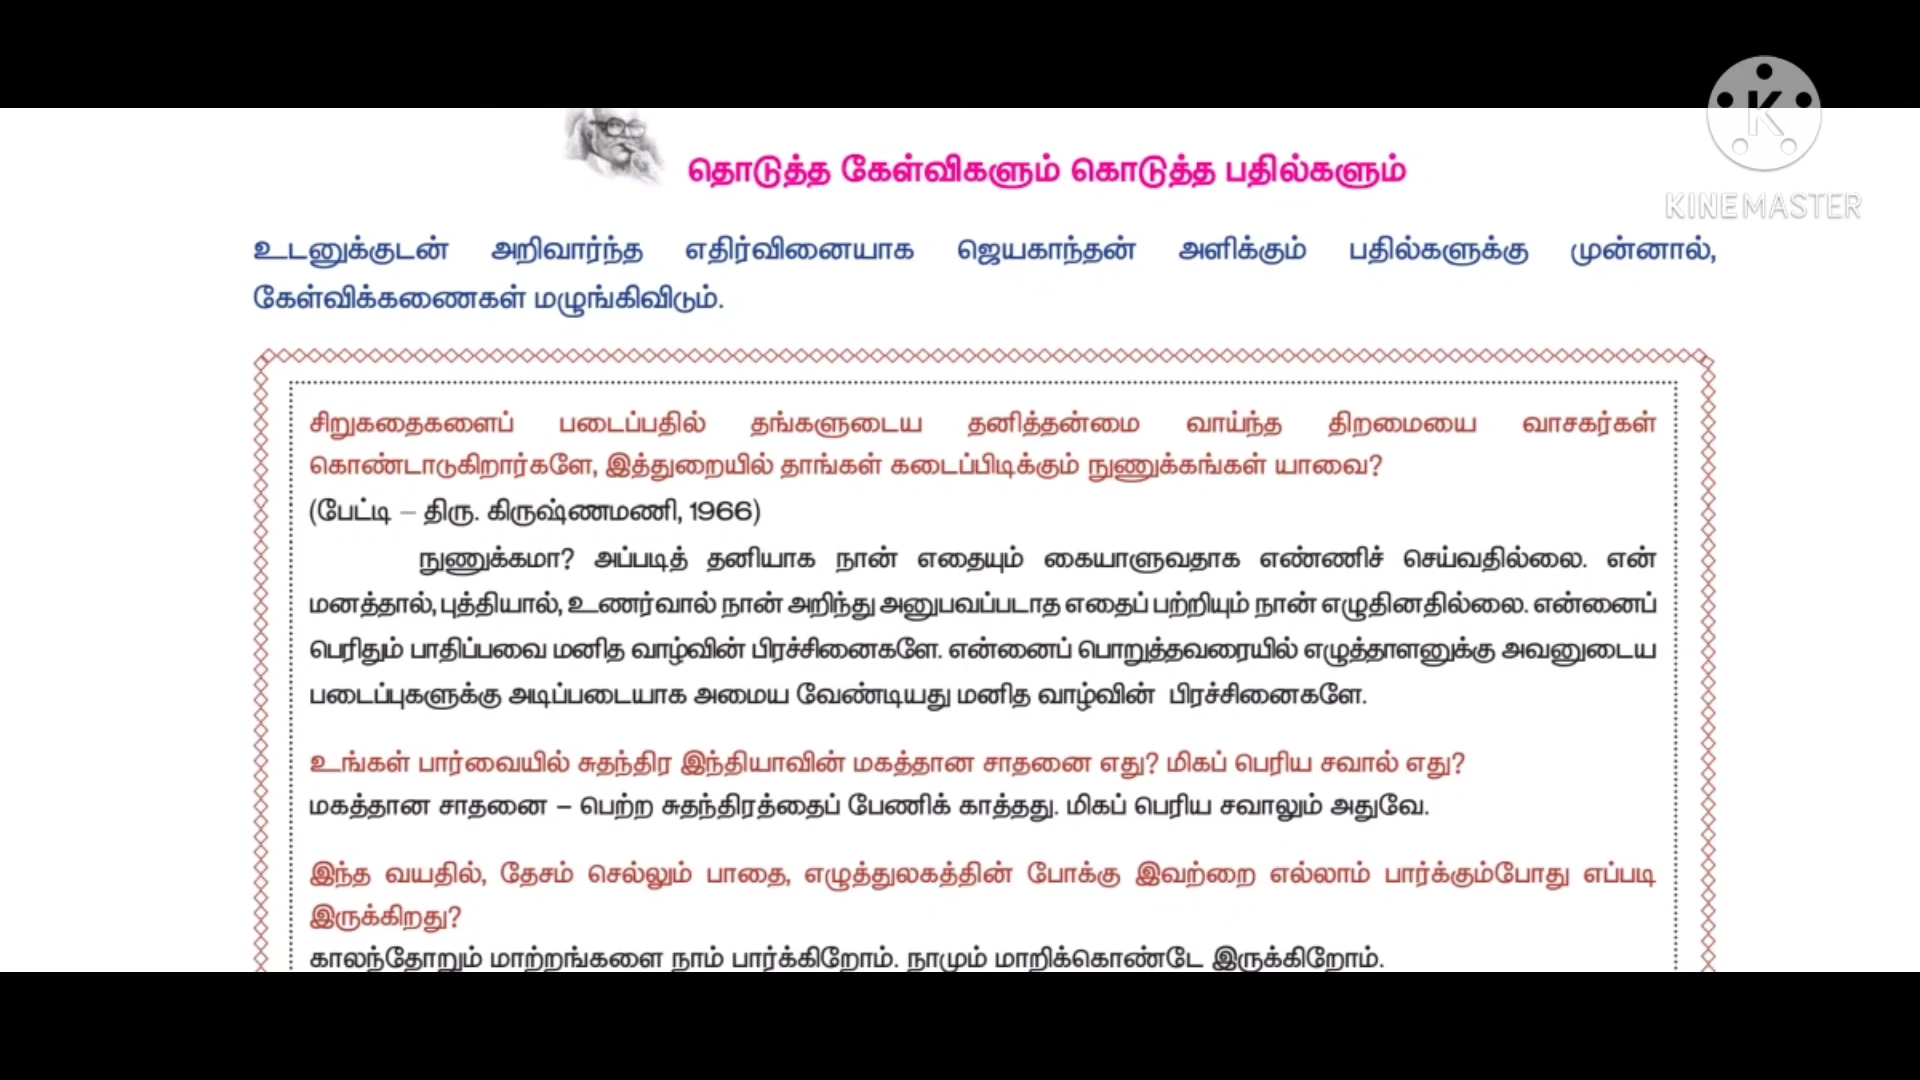 தொடுத்த கேள்விகளும் கொடுத்த பதில்களும்
K
KINEMASTER
உடனுக்குடன் அறிவார்ந்த எதிர்வினையாக ஜெயகாந்தன் அளிக்கும் பதில்களுக்கு முன்னால்,
கேள்விக்கணைகள் மழுங்கிவிடும்.
சிறுகதைகளைப் படைப்பதில் தங்களுடைய தனித்தன்மை வாய்ந்த திறமையை வாசகர்கள்
கொண்டாடுகிறார்களே, இத்துறையில் தாங்கள் கடைப்பிடிக்கும் நுணுக்கங்கள் யாவை?
(பேட்டி – திரு. கிருஷ்ணமணி, 1966)
நுணுக்கமா? அப்படித் தனியாக நான் எதையும் கையாளுவதாக எண்ணிச் செய்வதில்லை. என்
மனத்தால், புத்தியால், உணர்வால் நான் அறிந்து அனுபவப்படாத எதைப் பற்றியும் நான் எழுதினதில்லை. என்னைப்
பெரிதும் பாதிப்பவை மனித வாழ்வின் பிரச்சினைகளே. என்னைப் பொறுத்தவரையில் எழுத்தாளனுக்கு அவனுடைய
படைப்புகளுக்கு அடிப்படையாக அமைய வேண்டியது மனித வாழ்வின் பிரச்சினைகளே.
உங்கள் பார்வையில் சுதந்திர இந்தியாவின் மகத்தான சாதனை எது? மிகப் பெரிய சவால் எது?
மகத்தான சாதனை – பெற்ற சுதந்திரத்தைப் பேணிக் காத்தது. மிகப் பெரிய சவாலும் அதுவே.
இந்த வயதில், தேசம் செல்லும் பாதை, எழுத்துலகத்தின் போக்கு இவற்றை எல்லாம் பார்க்கும்போது எப்படி
இருக்கிறது?
காலந்தோறும் மாற்றங்களை நாம் பார்க்கிறோம். நாமும் மாறிக்கொண்டே இருக்கிறோம்.